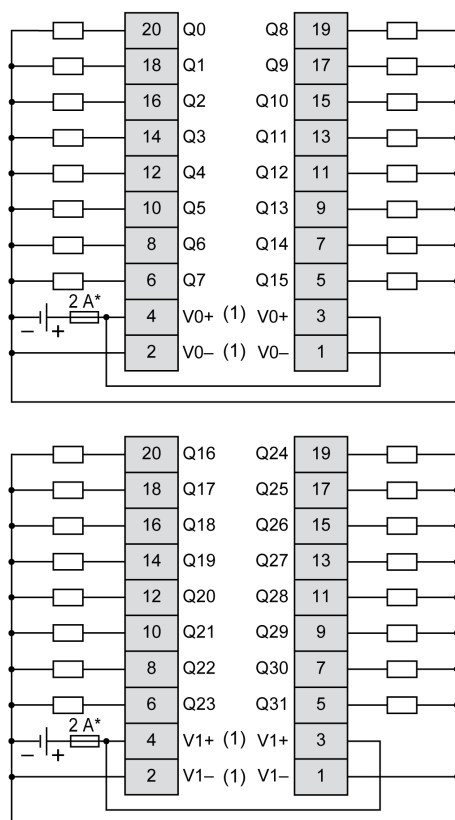 20 Q0 Q8 19
18 Q1 Q9 17
16 Q2 Q10 15
14 Q3 Q11 13
12 Q4 Q12 11
10 Q5 Q13 9
8 Q6 Q14 7
6 Q7 Q15 5
2 A*
– + 4 V0+ (1) V0+ 3
2 V0– (1) V0– 1
20 Q16 Q24 19
18 Q17 Q25 17
16 Q18 Q26 15
14 Q19 Q27 13
12 Q20 Q28 11
10 Q21 Q29 9
8 Q22 Q30 7
6 Q23 Q31 5
2 A*
– + 4 V1+ (1) V1+ 3
2 V1– (1) V1– 1